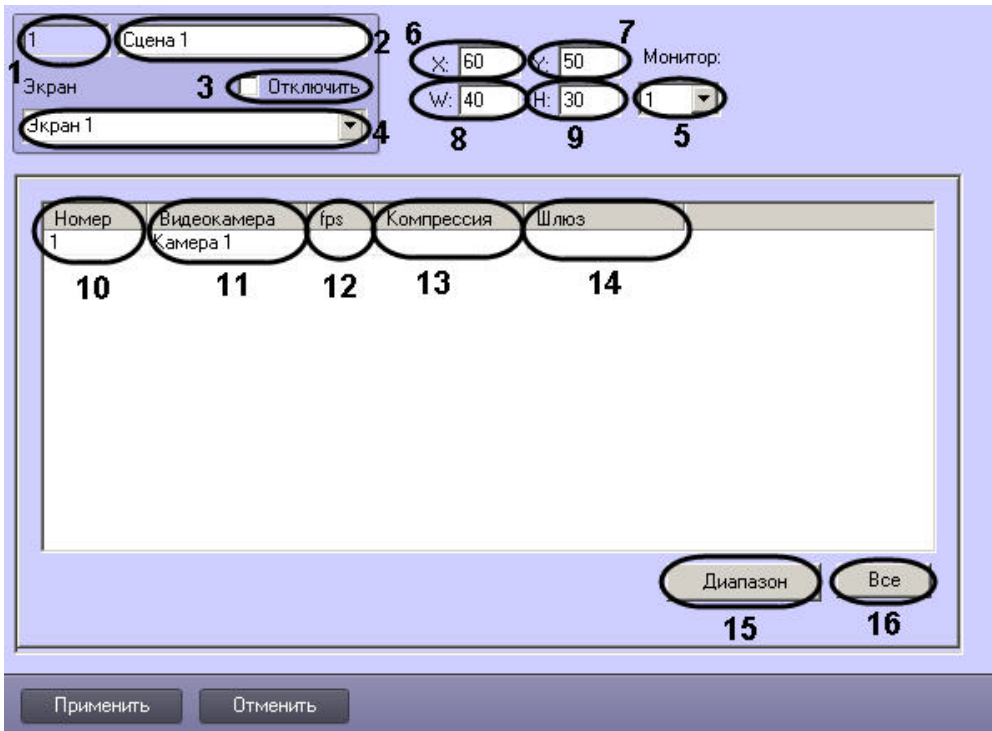 1 Сцена 1 2 6 7
X: 60 Y: 50 Монитор:
1 Экран 3 Отключить
W: 40 H: 30 1
Экран 1 4 8 9 5
Номер Видеокамера fps Компрессия Шлюз
1 Камера 1
10 11 12 13 14
Диапазон Все
15 16
Применить Отменить